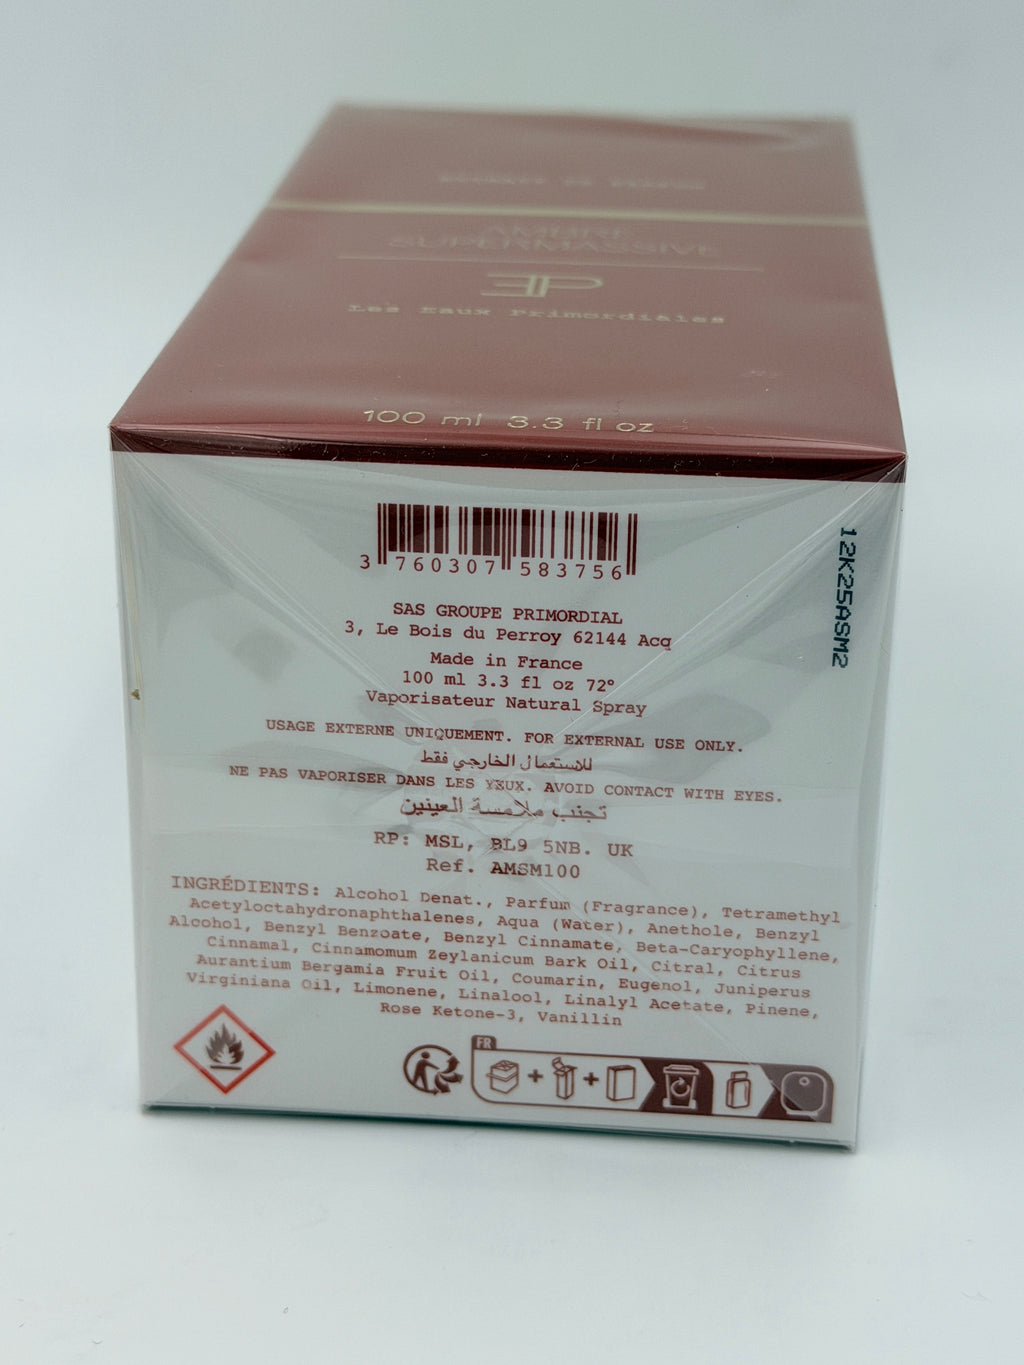 AMBRE
SUPERMASSIVE
Les Eaux Primordiales
100 ml 3.3 fl oz
3 760307 583756
12K25ASM2
SAS GROUPE PRIMORDIAL
3, Le Bois du Perroy 62144 Acq
Made in France
100 ml 3.3 fl oz 72°
Vaporisateur Natural Spray
USAGE EXTERNE UNIQUEMENT. FOR EXTERNAL USE ONLY.
للاستعمال الخارجي فقط
NE PAS VAPORISER DANS LES YEUX. AVOID CONTACT WITH EYES.
تجنب ملامسة العينين
RP: MSL, BL9 5NB. UK
Ref. AMSM100
INGRÉDIENTS: Alcohol Denat., Parfum (Fragrance), Tetramethyl
Acetyloctahydronaphthalenes, Aqua (Water), Anethole, Benzyl
Alcohol, Benzyl Benzoate, Benzyl Cinnamate, Beta-Caryophyllene,
Cinnamal, Cinnamomum Zeylanicum Bark Oil, Citral, Citrus
Aurantium Bergamia Fruit Oil, Coumarin, Eugenol, Juniperus
Virginiana Oil, Limonene, Linalool, Linalyl Acetate, Pinene,
Rose Ketone-3, Vanillin
FR